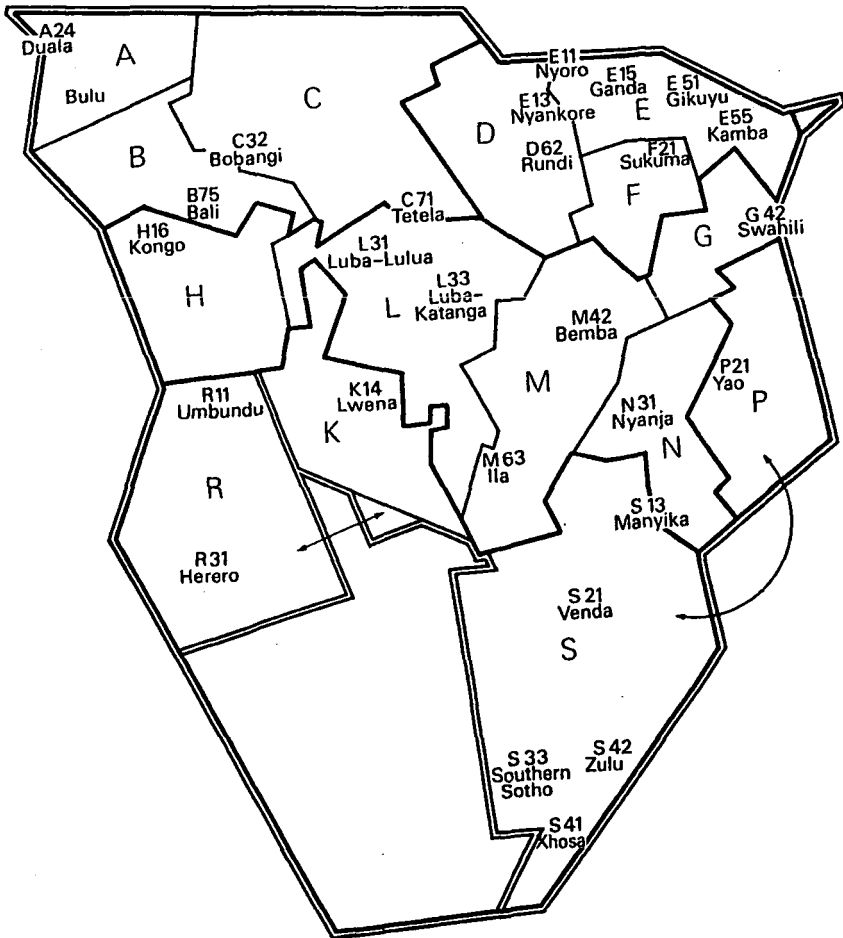 A24
Duala
A
Bulu
C
E11
Nyoro
E15
Ganda
E 51
Gikuyu
E
E13
Nyankore
E55
Kamba
D
B
C32
Bobangi
D62
Rundi
F21
Sukuma
F
B75
Bali
C71
Tetela
G 42
Swahili
G
H16
Kongo
L31
Luba-Lulua
H
L33
Luba-
Katanga
L
M42
Bemba
P21
Yao
P
R11
Umbundu
K14
Lwena
K
M
N 31
Nyanja
N
M 63
Ila
R
S 13
Manyika
R31
Herero
S 21
Venda
S
S 33
Southern
Sotho
S 42
Zulu
S 41
Xhosa